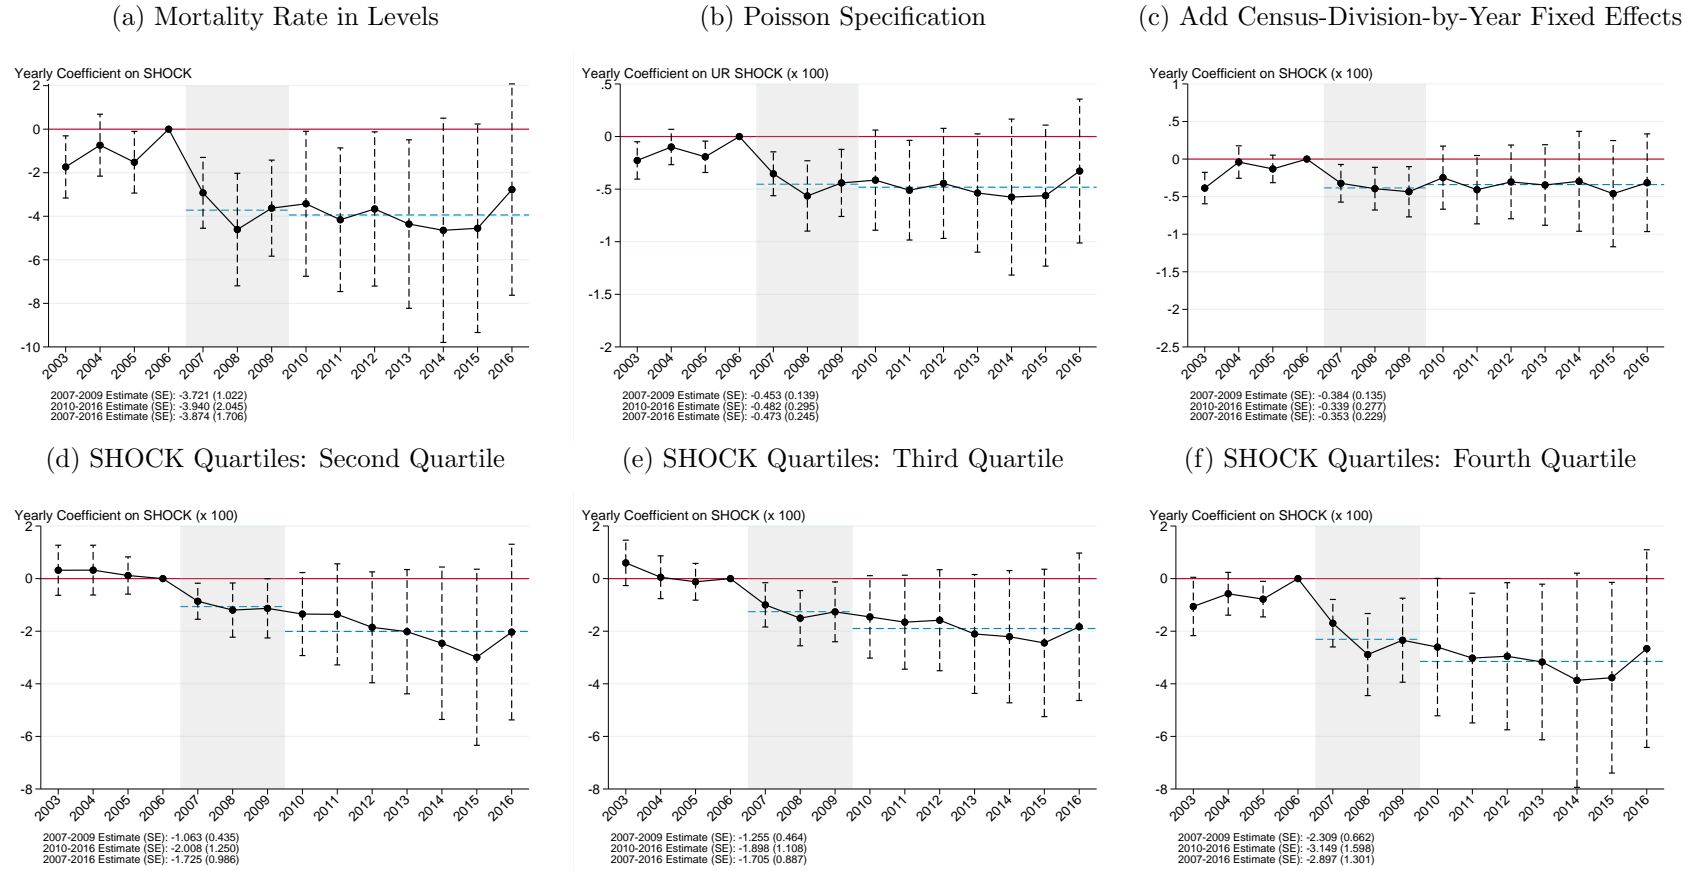 (a) Mortality Rate in Levels
Yearly Coefficient on SHOCK
2
0
-2
-4
-6
-8
-10
2003 2004 2005 2006 2007 2008 2009 2010 2011 2012 2013 2014 2015 2016
2007-2009 Estimate (SE): -3.721 (1.022)
2010-2016 Estimate (SE): -3.940 (2.045)
2007-2016 Estimate (SE): -3.874 (1.706)
(b) Poisson Specification
Yearly Coefficient on UR SHOCK (x 100)
.5
0
-.5
-1
-1.5
-2
2003 2004 2005 2006 2007 2008 2009 2010 2011 2012 2013 2014 2015 2016
2007-2009 Estimate (SE): -0.453 (0.139)
2010-2016 Estimate (SE): -0.482 (0.295)
2007-2016 Estimate (SE): -0.473 (0.245)
(c) Add Census-Division-by-Year Fixed Effects
Yearly Coefficient on SHOCK (x 100)
1
.5
0
-.5
-1
-1.5
-2
-2.5
2003 2004 2005 2006 2007 2008 2009 2010 2011 2012 2013 2014 2015 2016
2007-2009 Estimate (SE): -0.384 (0.135)
2010-2016 Estimate (SE): -0.339 (0.277)
2007-2016 Estimate (SE): -0.353 (0.229)
(d) SHOCK Quartiles: Second Quartile
Yearly Coefficient on SHOCK (x 100)
2
0
-2
-4
-6
-8
2003 2004 2005 2006 2007 2008 2009 2010 2011 2012 2013 2014 2015 2016
2007-2009 Estimate (SE): -1.063 (0.435)
2010-2016 Estimate (SE): -2.008 (1.250)
2007-2016 Estimate (SE): -1.725 (0.986)
(e) SHOCK Quartiles: Third Quartile
Yearly Coefficient on SHOCK (x 100)
2
0
-2
-4
-6
-8
2003 2004 2005 2006 2007 2008 2009 2010 2011 2012 2013 2014 2015 2016
2007-2009 Estimate (SE): -1.255 (0.464)
2010-2016 Estimate (SE): -1.898 (1.108)
2007-2016 Estimate (SE): -1.705 (0.887)
(f) SHOCK Quartiles: Fourth Quartile
Yearly Coefficient on SHOCK (x 100)
2
0
-2
-4
-6
-8
2003 2004 2005 2006 2007 2008 2009 2010 2011 2012 2013 2014 2015 2016
2007-2009 Estimate (SE): -2.309 (0.662)
2010-2016 Estimate (SE): -3.149 (1.598)
2007-2016 Estimate (SE): -2.897 (1.301)